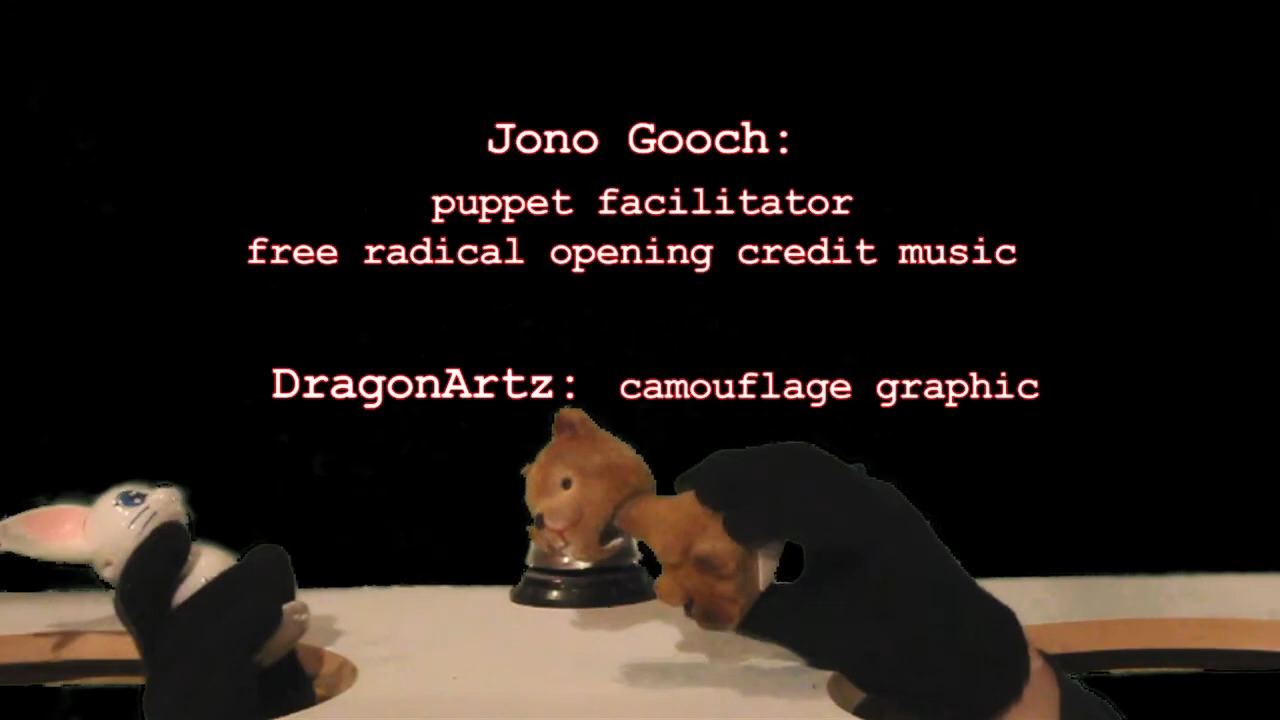 Jono Gooch:
puppet facilitator
free radical opening credit music
DragonArtz: camouflage graphic